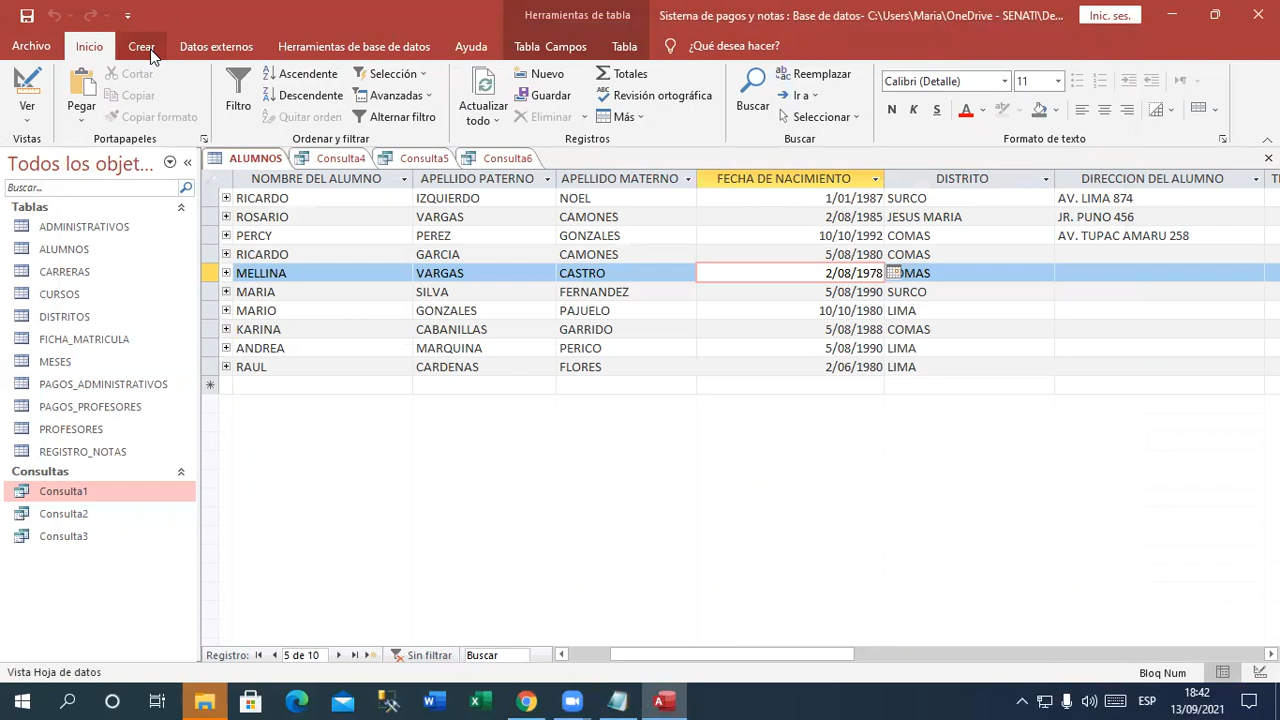 Herramientas de tabla
Sistema de pagos y notas : Base de datos- C:\Users\Maria\OneDrive - SENATI\De...
Inic. ses.
Archivo
Inicio
Crear
Datos externos
Herramientas de base de datos
Ayuda
Tabla Campos
Tabla
¿Qué desea hacer?
Ver
Pegar
Cortar
Copiar
Copiar formato
Filtro
Ascendente
Descendente
Quitar orden
Selección
Avanzadas
Alternar filtro
Actualizar
todo
Nuevo
Guardar
Eliminar
Totales
Revisión ortográfica
Más
Buscar
Reemplazar
Ir a
Seleccionar
Calibri (Detalle)
11
N K S
A
Vistas
Portapapeles
Ordenar y filtrar
Registros
Buscar
Formato de texto
Todos los objet...
Buscar...
Tablas
ADMINISTRATIVOS
ALUMNOS
CARRERAS
CURSOS
DISTRITOS
FICHA_MATRICULA
MESES
PAGOS_ADMINISTRATIVOS
PAGOS_PROFESORES
PROFESORES
REGISTRO_NOTAS
Consultas
Consulta1
Consulta2
Consulta3
ALUMNOS
Consulta4
Consulta5
Consulta6
NOMBRE DEL ALUMNO APELLIDO PATERNO APELLIDO MATERNO FECHA DE NACIMIENTO DISTRITO DIRECCION DEL ALUMNO
RICARDO IZQUIERDO NOEL 1/01/1987 SURCO AV. LIMA 874
ROSARIO VARGAS CAMONES 2/08/1985 JESUS MARIA JR. PUNO 456
PERCY PEREZ GONZALES 10/10/1992 COMAS AV. TUPAC AMARU 258
RICARDO GARCIA CAMONES 5/08/1980 COMAS
MELLINA VARGAS CASTRO 2/08/1978 OMAS
MARIA SILVA FERNANDEZ 5/08/1990 SURCO
MARIO GONZALES PAJUELO 10/10/1980 LIMA
KARINA CABANILLAS GARRIDO 5/08/1988 COMAS
ANDREA MARQUINA PERICO 5/08/1990 LIMA
RAUL CARDENAS FLORES 2/06/1980 LIMA
Registro: 5 de 10 Sin filtrar Buscar
Vista Hoja de datos
Bloq Num
ESP
18:42
13/09/2021